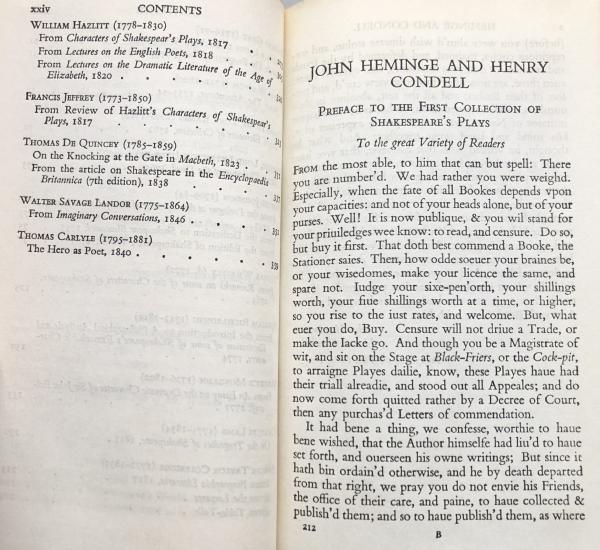 xxiv CONTENTS
WILLIAM HAZLITT (1778–1830)
From Characters of Shakespear's Plays, 1817
From Lectures on the English Poets, 1818
From Lectures on the Dramatic Literature of the Age of
Elizabeth, 1820
FRANCIS JEFFREY (1773–1850)
From Review of Hazlitt's Characters of Shakespear's
Plays, 1817
THOMAS DE QUINCEY (1785–1859)
On the Knocking at the Gate in Macbeth, 1823
From the article on Shakespeare in the Encyclopaedia
Britannica (7th edition), 1838
WALTER SAVAGE LANDOR (1775–1864)
From Imaginary Conversations, 1846
THOMAS CARLYLE (1795–1881)
The Hero as Poet, 1840
JOHN HEMINGE AND HENRY
CONDELL
PREFACE TO THE FIRST COLLECTION OF
SHAKESPEARE'S PLAYS
To the great Variety of Readers
FROM the most able, to him that can but spell: There
you are number'd. We had rather you were weighd.
Especially, when the fate of all Bookes depends vpon
your capacities: and not of your heads alone, but of your
purses. Well! It is now publique, & you wil stand for
your priuiledges wee know: to read, and censure. Do so,
but buy it first. That doth best commend a Booke, the
Stationer saies. Then, how odde soeuer your braines be,
or your wisedomes, make your licence the same, and
spare not. Iudge your sixe-pen'orth, your shillings
worth, your fiue shillings worth at a time, or higher,
so you rise to the iust rates, and welcome. But, what
euer you do, Buy. Censure will not driue a Trade, or
make the Iacke go. And though you be a Magistrate of
wit, and sit on the Stage at Black-Friers, or the Cock-pit,
to arraigne Playes dailie, know, these Playes haue had
their triall alreadie, and stood out all Appeales; and do
now come forth quitted rather by a Decree of Court,
then any purchas'd Letters of commendation.
It had bene a thing, we confesse, worthie to haue
bene wished, that the Author himselfe had liu'd to haue
set forth, and ouerseen his owne writings; But since it
hath bin ordain'd otherwise, and he by death departed
from that right, we pray you do not envie his Friends,
the office of their care, and paine, to haue collected &
publish'd them; and so to haue publish'd them, as where
212 B